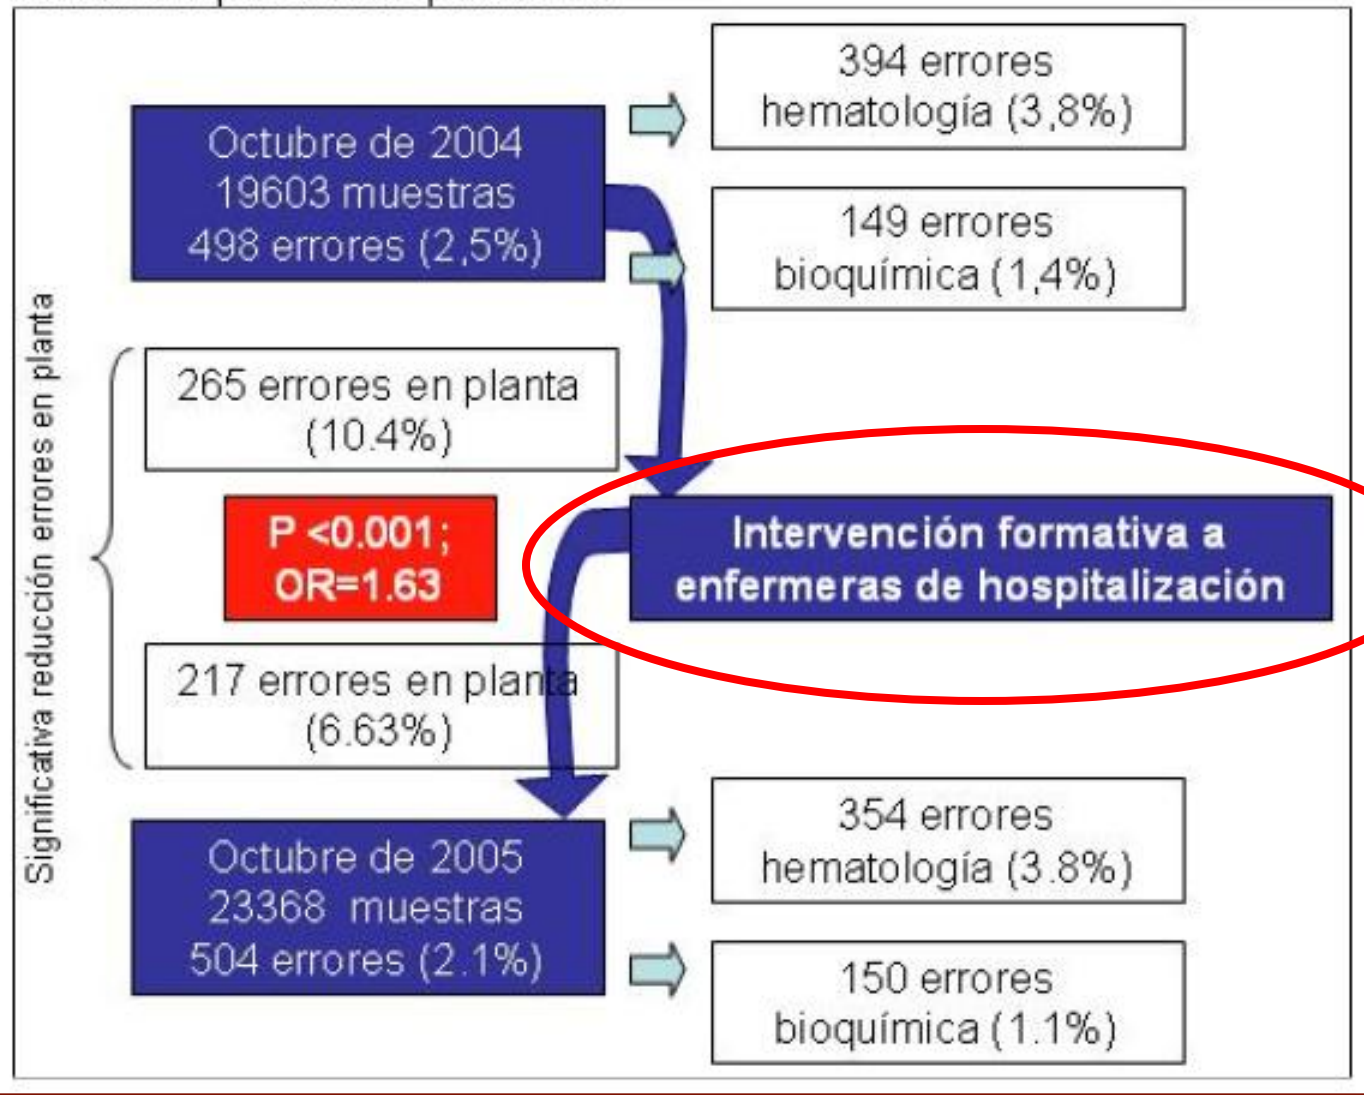 394 errores
hematología (3,8%)
Octubre de 2004
19603 muestras
498 errores (2,5%)
149 errores
bioquímica (1,4%)
Significativa reducción errores en planta
265 errores en planta
(10.4%)
P <0.001;
OR=1.63
Intervención formativa a
enfermeras de hospitalización
217 errores en planta
(6.63%)
Octubre de 2005
23368 muestras
504 errores (2.1%)
354 errores
hematología (3.8%)
150 errores
bioquímica (1.1%)